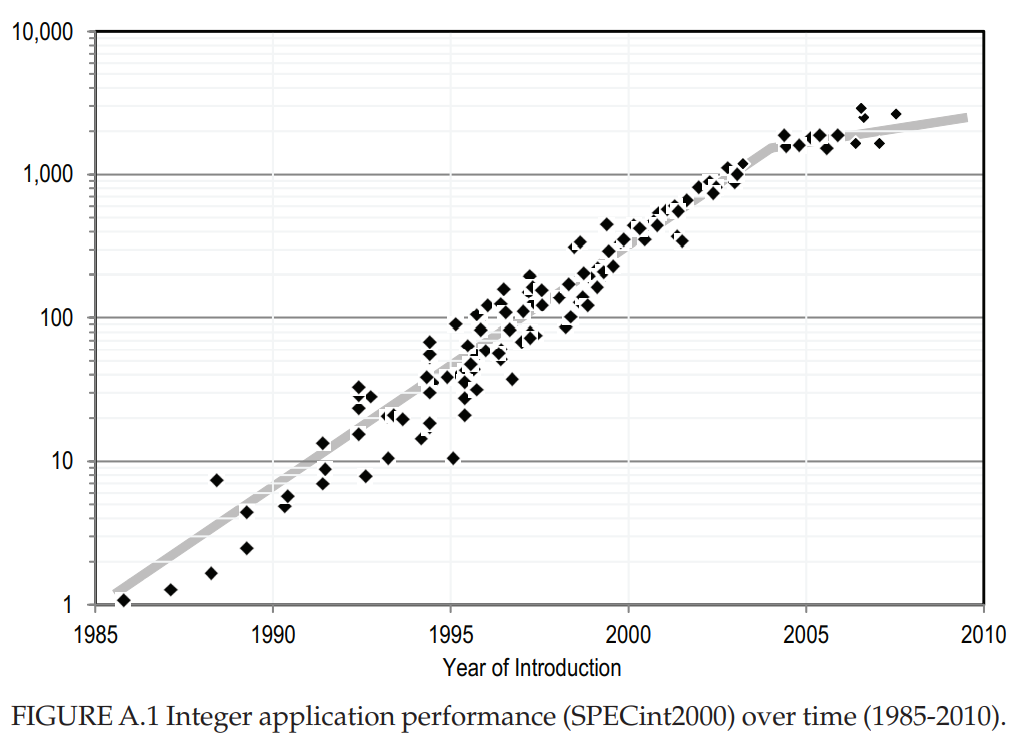 10,000
1,000
100
10
1
1985 1990 1995 2000 2005 2010
Year of Introduction
FIGURE A.1 Integer application performance (SPECint2000) over time (1985-2010).